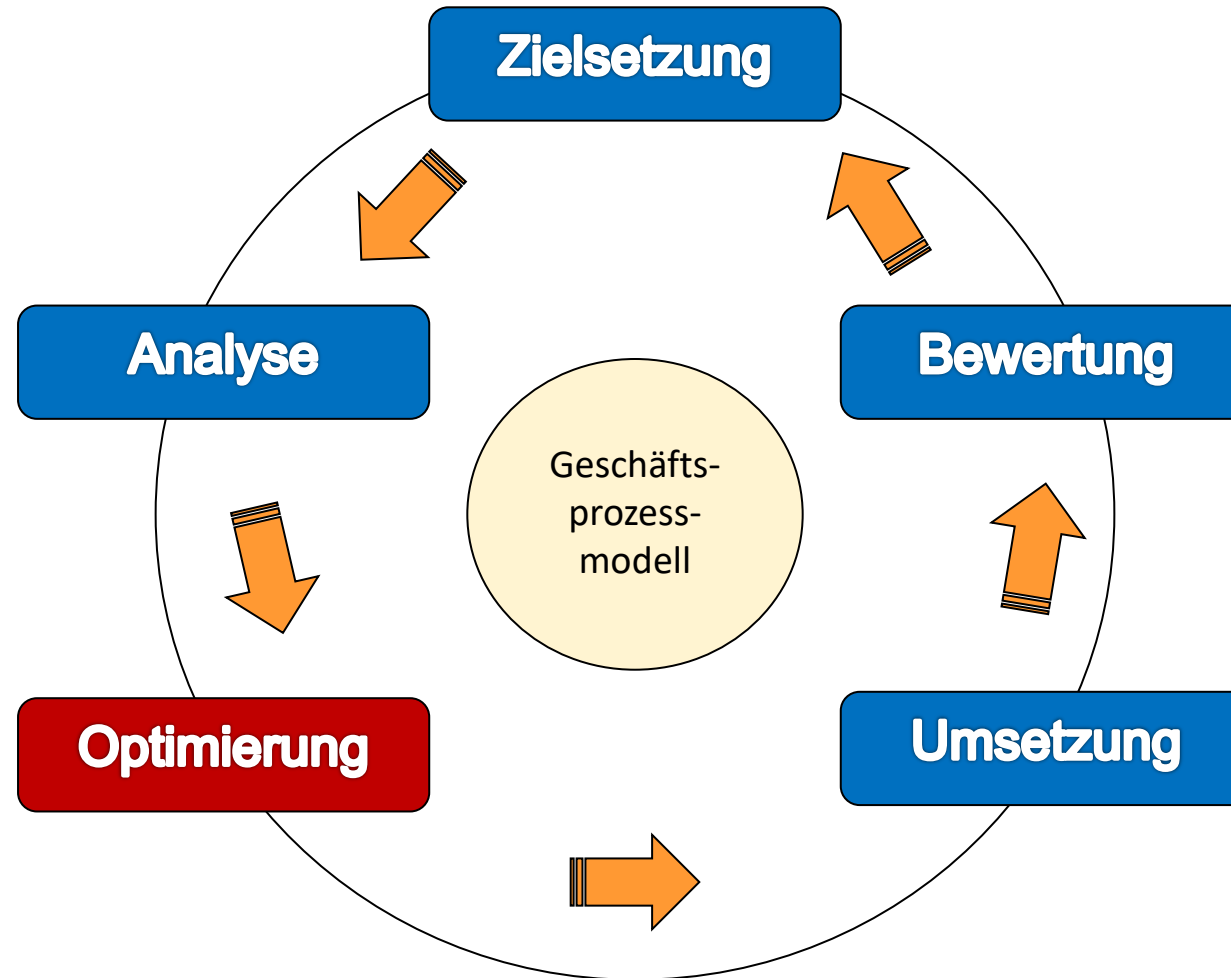 Zielsetzung
Analyse
Bewertung
Geschäfts-
prozess-
modell
Optimierung
Umsetzung